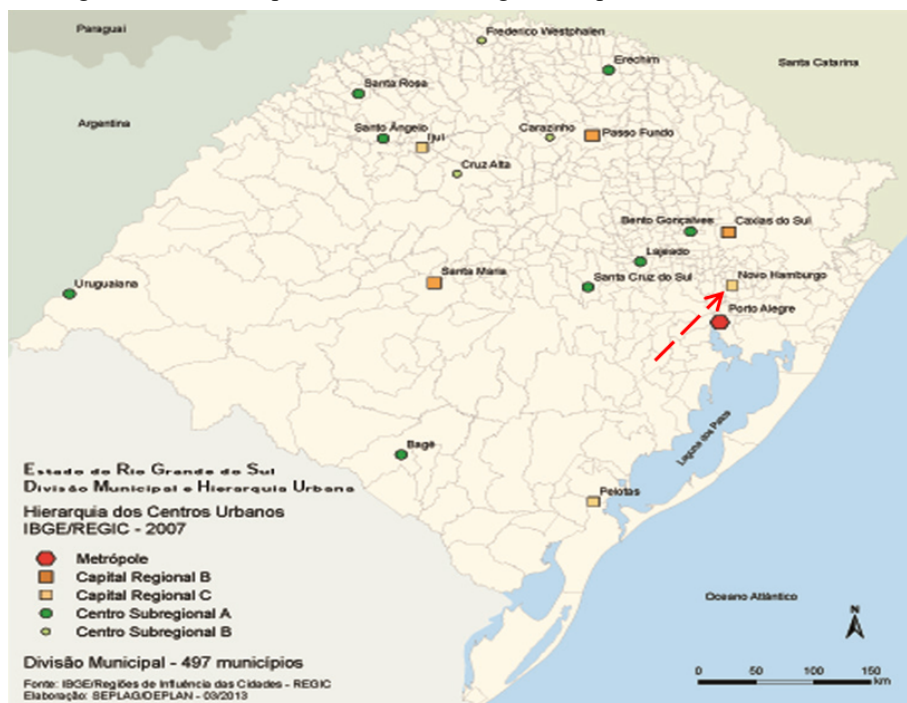 Paraguai
Frederico Westphalen
Erechim
Santa Catarina
Santa Rosa
Argentina
Santo Ângelo
Ijuí
Carazinho
Passo Fundo
Cruz Alta
Bento Gonçalves
Caxias do Sul
Lajeado
Santa Maria
Santa Cruz do Sul
Novo Hamburgo
Uruguaiana
Porto Alegre
Laguna dos Patos
Bagé
Pelotas
Estado do Rio Grande do Sul
Divisão Municipal e Hierarquia Urbana
Hierarquia dos Centros Urbanos
IBGE/REGIC - 2007
Metrópole
Capital Regional B
Capital Regional C
Centro Subregional A
Centro Subregional B
Oceano Atlântico
N
Divisão Municipal - 497 municípios
0 50 100 150
km
Fonte: IBGE/Regiões de Influência das Cidades - REGIC
Elaboração: SEPLAG/DEPLAN - 03/2013